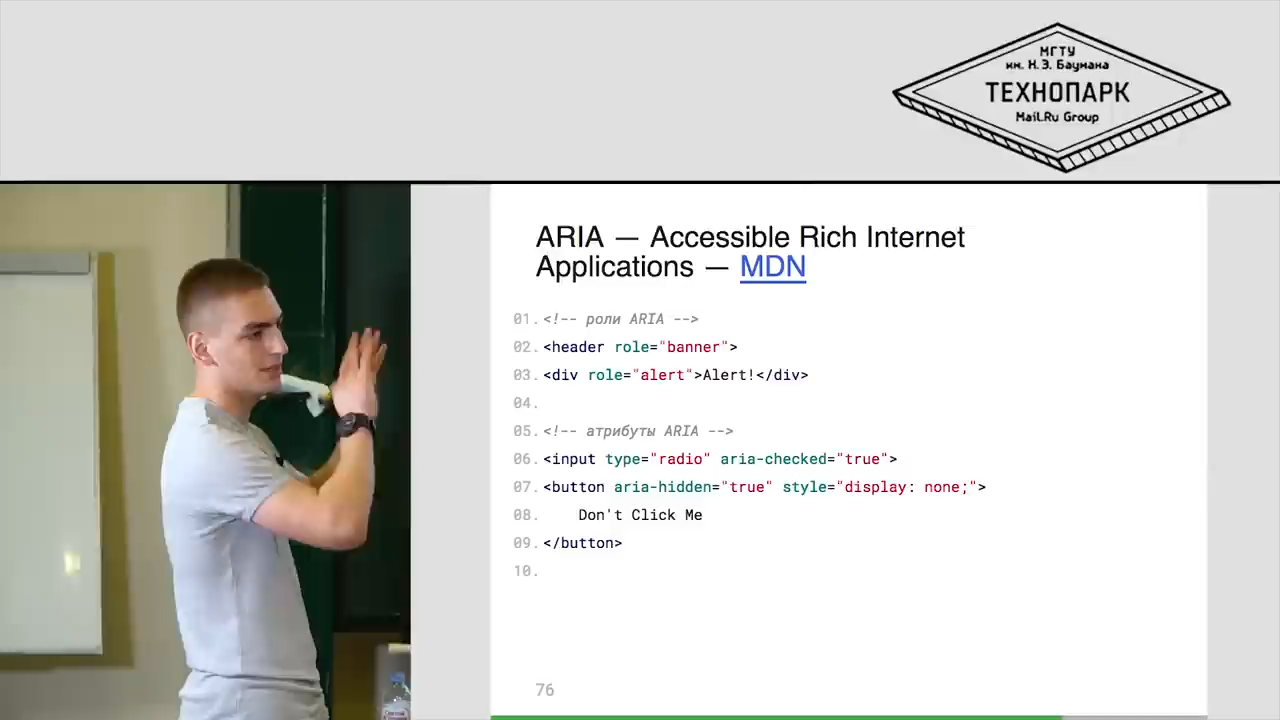 МГТУ
им. Н.Э. Баумана
ТЕХНОПАРК
Mail.Ru Group
ARIA — Accessible Rich Internet
Applications — MDN
01. <!-- роли ARIA -->
02. <header role="banner">
03. <div role="alert">Alert!</div>
04.
05. <!-- атрибуты ARIA -->
06. <input type="radio" aria-checked="true">
07. <button aria-hidden="true" style="display: none;">
08. Don't Click Me
09. </button>
10.
76